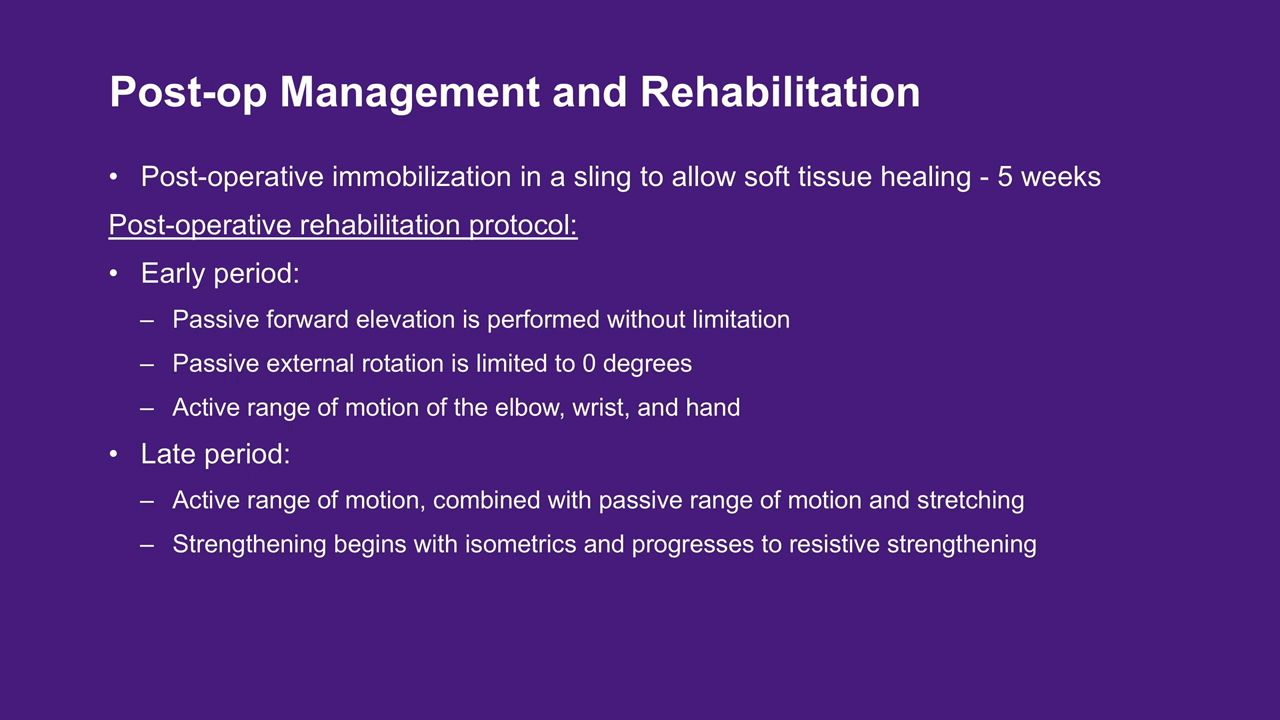 Post-op Management and Rehabilitation
• Post-operative immobilization in a sling to allow soft tissue healing - 5 weeks
Post-operative rehabilitation protocol:
• Early period:
– Passive forward elevation is performed without limitation
– Passive external rotation is limited to 0 degrees
– Active range of motion of the elbow, wrist, and hand
• Late period:
– Active range of motion, combined with passive range of motion and stretching
– Strengthening begins with isometrics and progresses to resistive strengthening